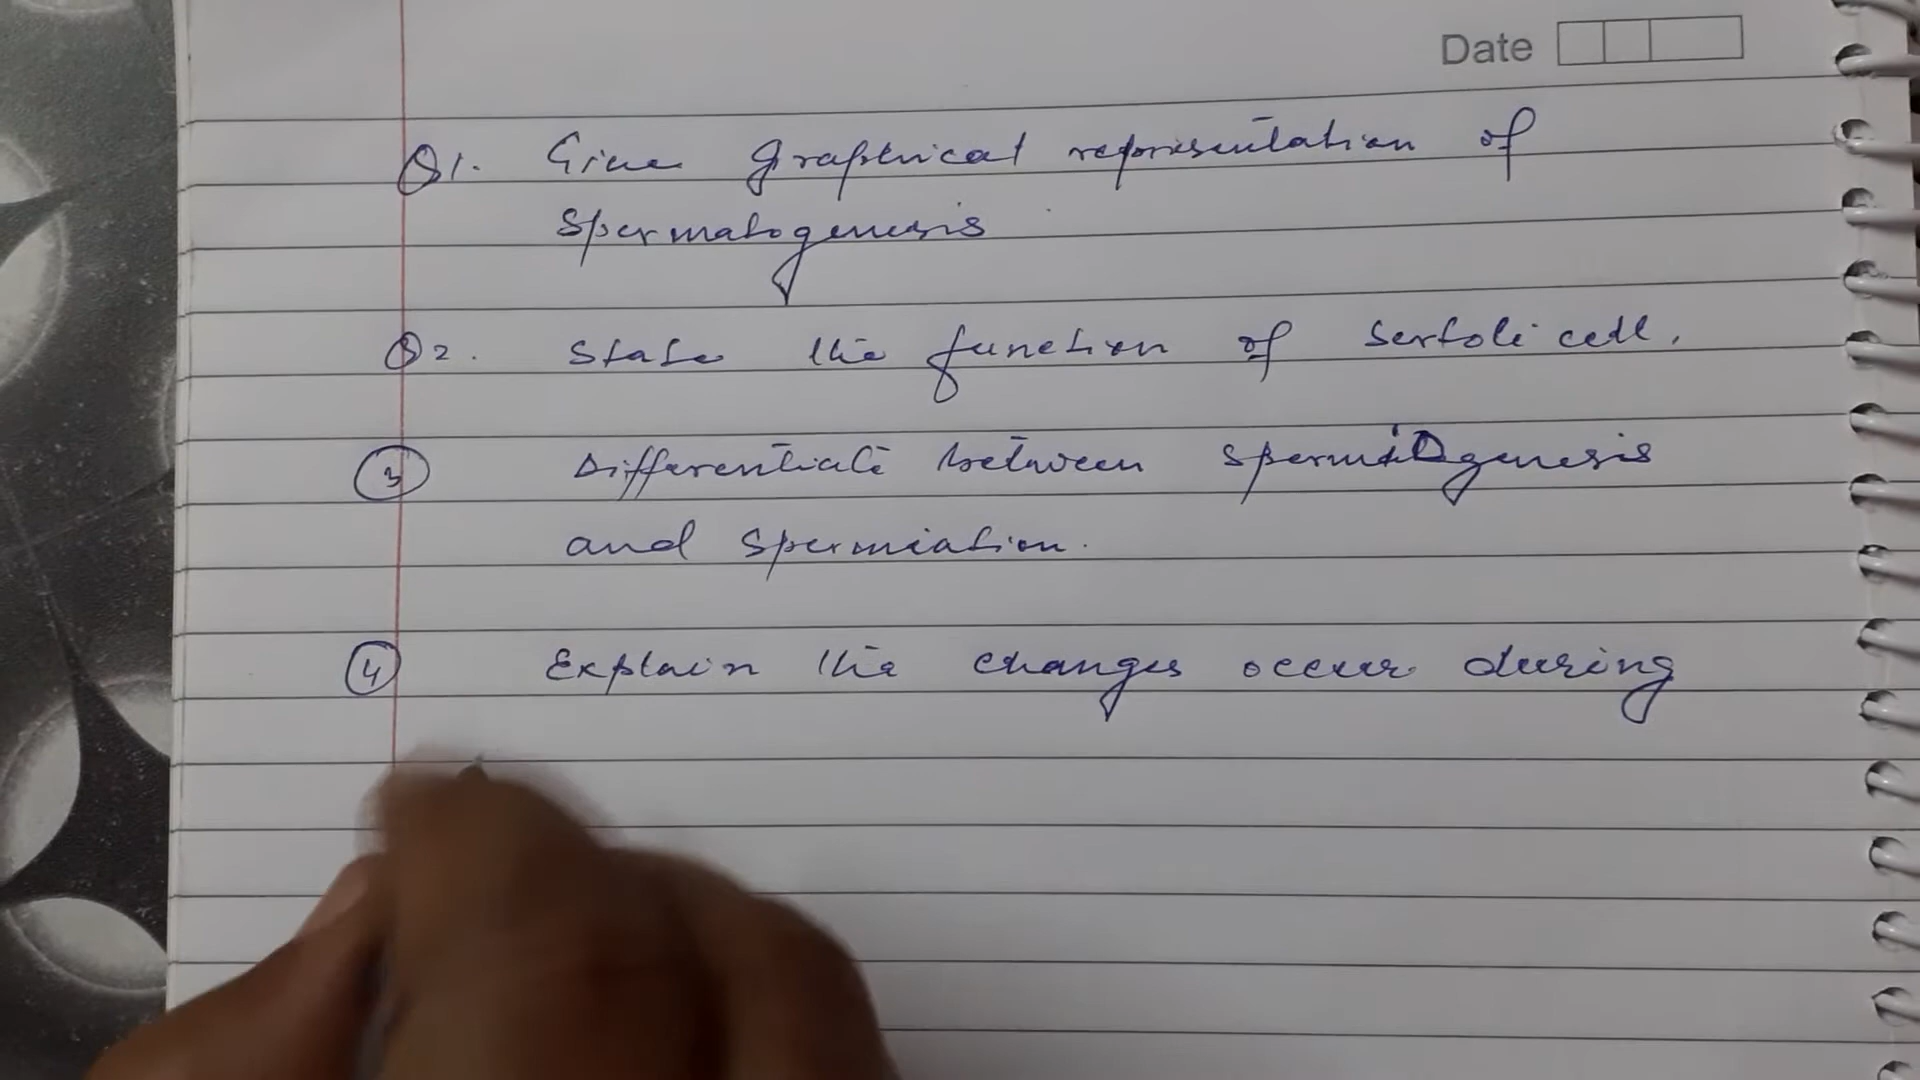 Date
Q1. Give graphical representation of
spermatogenesis
Q2. State the function of Sertoli cell.
3 Differentiate between spermiogenesis
and spermiation.
4 Explain the changes occur during